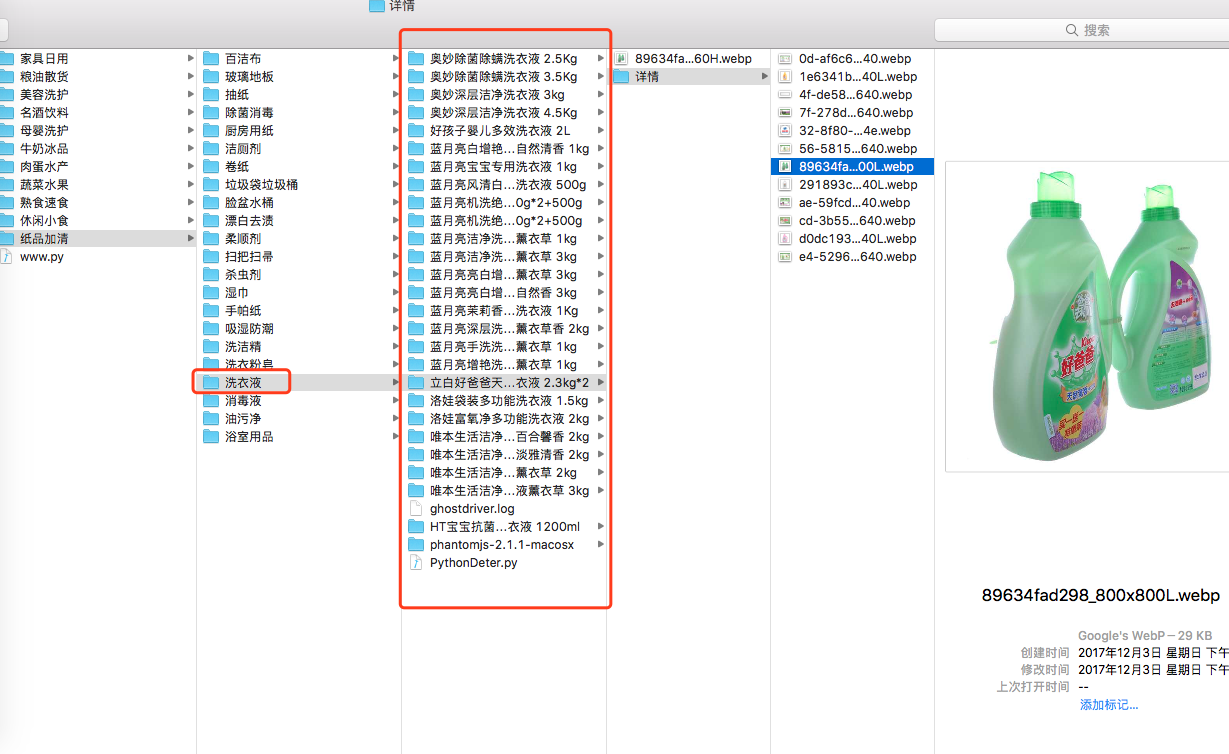 详情
搜索
家具日用
粮油散货
美容洗护
名酒饮料
母婴洗护
牛奶冰品
肉蛋水产
蔬菜水果
熟食速食
休闲小食
纸品加清
www.py
百洁布
玻璃地板
抽纸
除菌消毒
厨房用纸
洁厕剂
卷纸
垃圾袋垃圾桶
脸盆水桶
漂白去渍
柔顺剂
扫把扫帚
杀虫剂
湿巾
手帕纸
吸湿防潮
洗洁精
洗衣粉皂
洗衣液
消毒液
油污净
浴室用品
奥妙除菌除螨洗衣液 2.5Kg
奥妙除菌除螨洗衣液 3.5Kg
奥妙深层洁净洗衣液 3kg
奥妙深层洁净洗衣液 4.5Kg
好孩子婴儿多效洗衣液 2L
蓝月亮白增艳...自然清香 1kg
蓝月亮宝宝专用洗衣液 1kg
蓝月亮风清白...洗衣液 500g
蓝月亮机洗绝...0g*2+500g
蓝月亮机洗绝...0g*2+500g
蓝月亮洁净洗...薰衣草 1kg
蓝月亮洁净洗...薰衣草 3kg
蓝月亮亮白增...薰衣草 3kg
蓝月亮亮白增...自然香 3kg
蓝月亮茉莉香...洗衣液 1Kg
蓝月亮深层洗...薰衣草香 2kg
蓝月亮手洗洗...薰衣草 1kg
蓝月亮增艳洗...薰衣草 1kg
立白好爸爸天...衣液 2.3kg*2
洛娃袋装多功能洗衣液 1.5kg
洛娃富氧净多功能洗衣液 2kg
唯本生活洁净...百合馨香 2kg
唯本生活洁净...淡雅清香 2kg
唯本生活洁净...薰衣草 2kg
唯本生活洁净...液薰衣草 3kg
ghostdriver.log
HT宝宝抗菌...衣液 1200ml
phantomjs-2.1.1-macosx
PythonDeter.py
89634fa...60H.webp
详情
0d-af6c6...40.webp
1e6341b...40L.webp
4f-de58...640.webp
7f-278d...640.webp
32-8f80-...4e.webp
56-5815...640.webp
89634fa...00L.webp
291893c...40L.webp
ae-59fcd...40.webp
cd-3b55...640.webp
d0dc193...40L.webp
e4-5296...640.webp
好爸爸
89634fad298_800x800L.webp
Google's WebP – 29 KB
创建时间 2017年12月3日 星期日 下午
修改时间 2017年12月3日 星期日 下午
上次打开时间 --
添加标记...